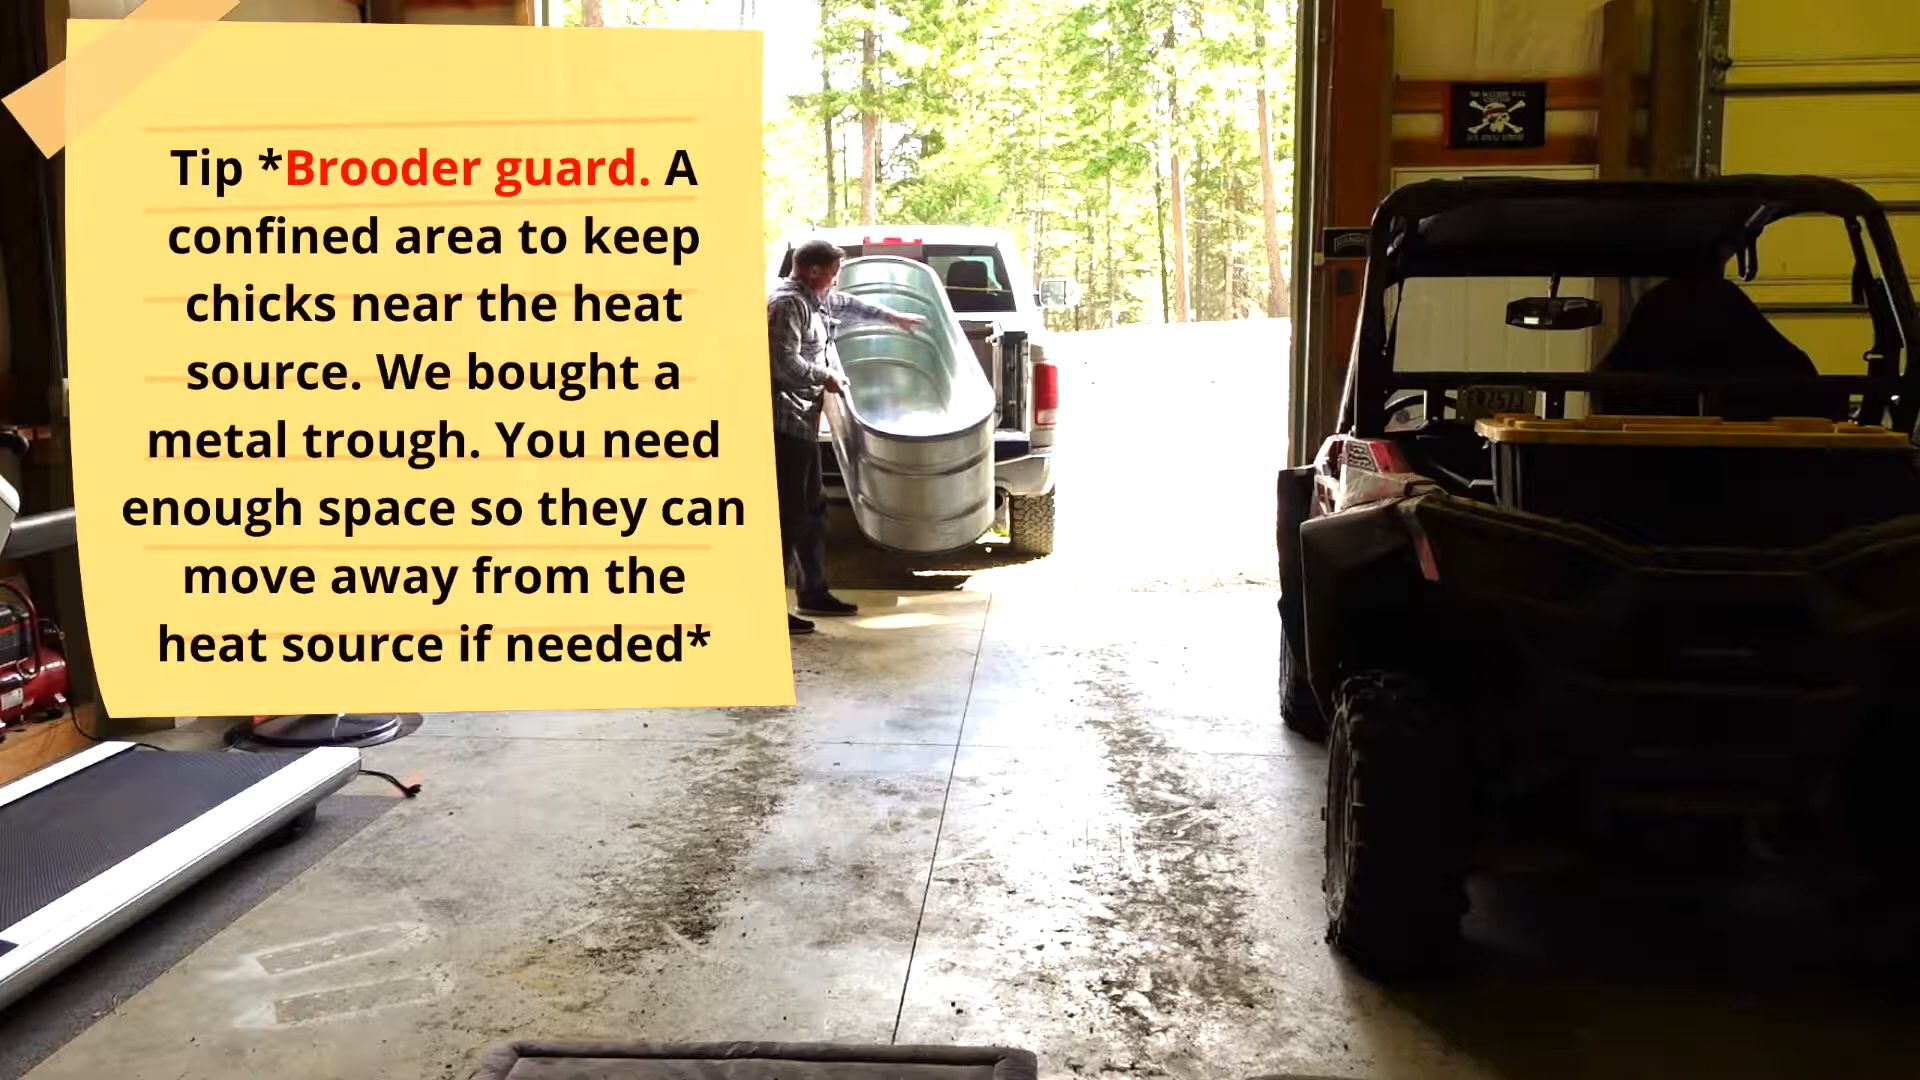 Tip *Brooder guard. A
confined area to keep
chicks near the heat
source. We bought a
metal trough. You need
enough space so they can
move away from the
heat source if needed*